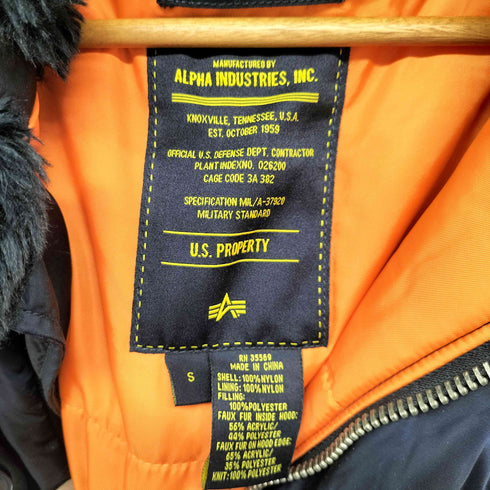 MANUFACTURED BY
ALPHA INDUSTRIES, INC.
KNOXVILLE, TENNESSEE, U.S.A.
EST. OCTOBER 1959
OFFICIAL U.S. DEFENSE DEPT. CONTRACTOR
PLANT INDEXNO. 026200
CAGE CODE 3A 382
SPECIFICATION MIL/A-37920
MILITARY STANDARD
U.S. PROPERTY
S
RN 35569
MADE IN CHINA
SHELL: 100%NYLON
LINING: 100%NYLON
FILLING:
100%POLYESTER
FAUX FUR INSIDE HOOD:
56% ACRYLIC/
44% POLYESTER
FAUX FUR ON HOOD EDGE:
65% ACRYLIC/
35% POLYESTER
KNIT: 100% POLYESTER